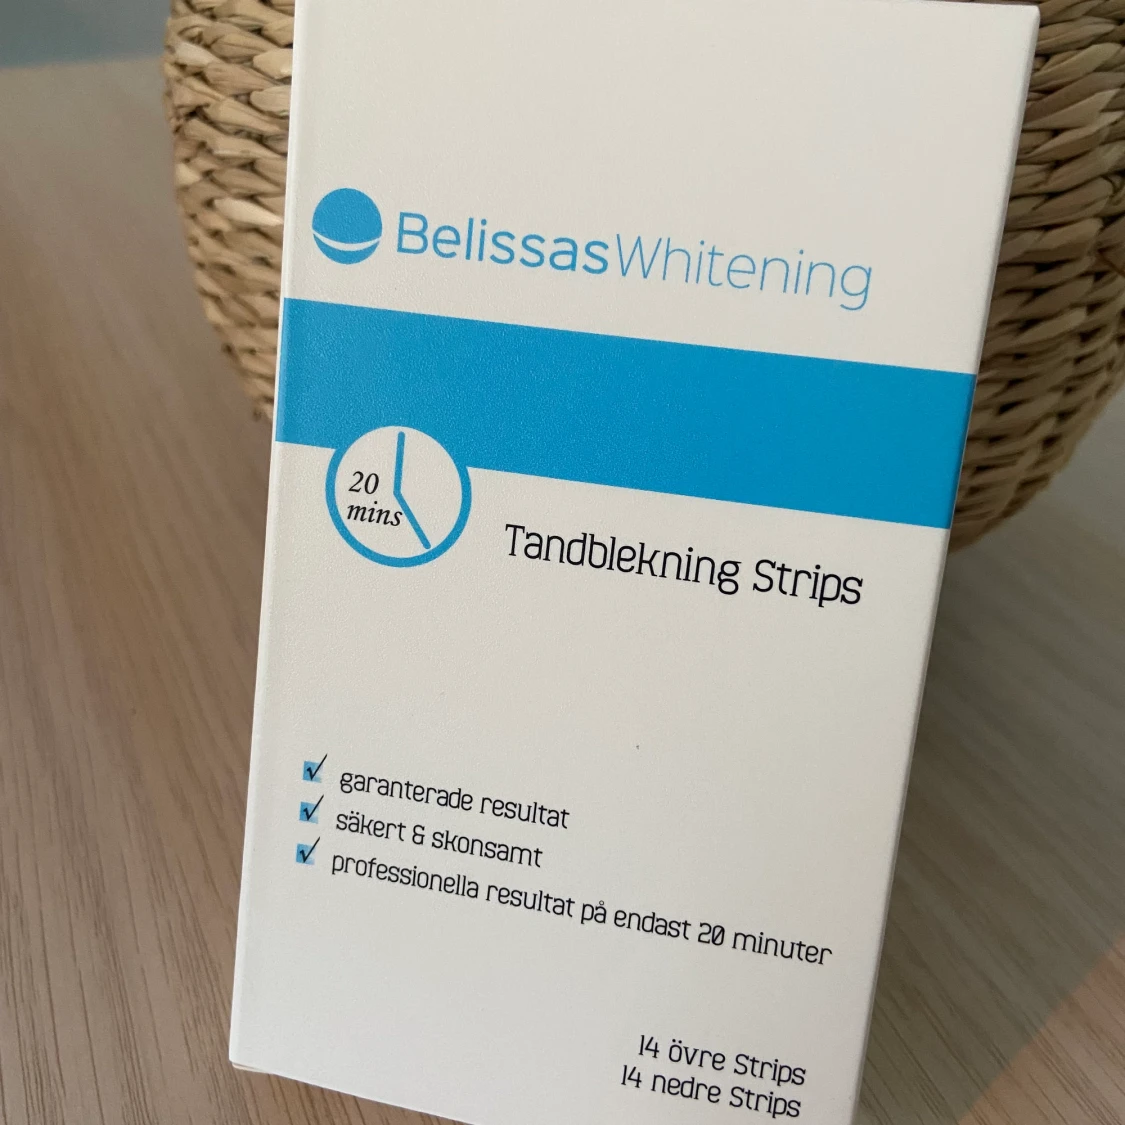 BelissasWhitening
20
mins
Tandblekning Strips
garanterade resultat
säkert & skonsamt
professionella resultat på endast 20 minuter
14 övre Strips
14 nedre Strips